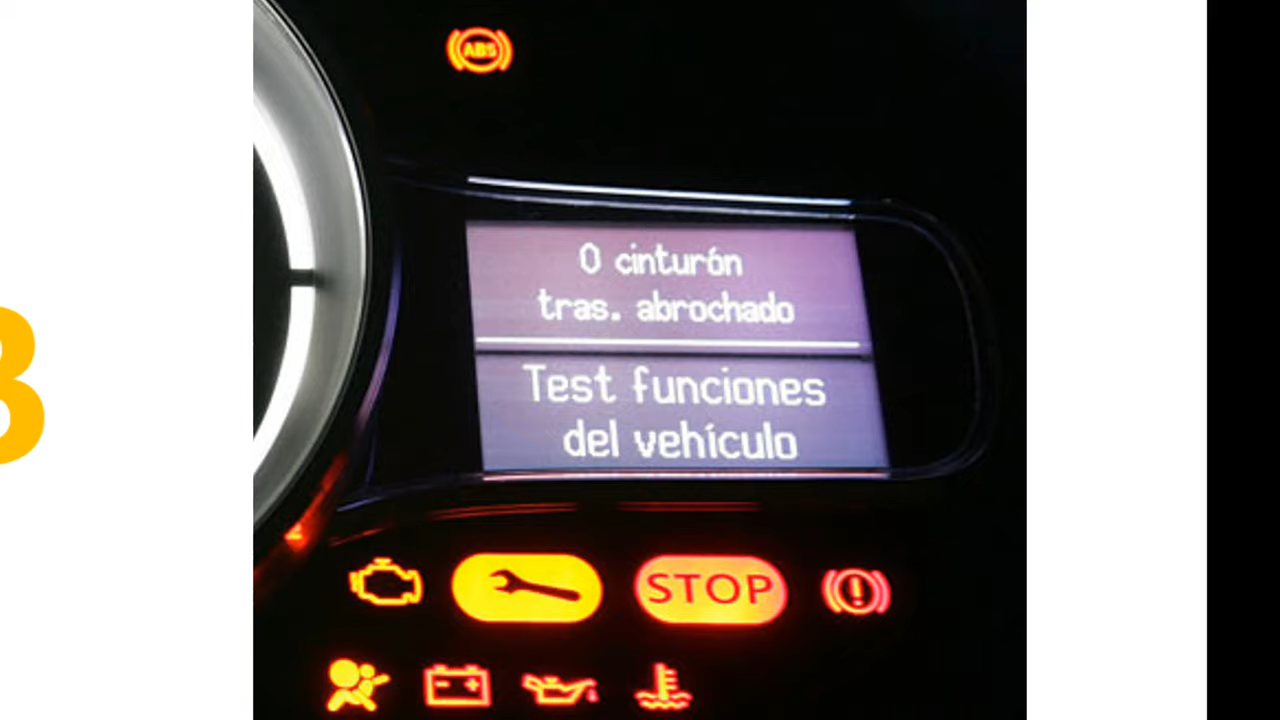 ABS
0 cinturón
tras. abrochado
Test funciones
del vehículo
STOP